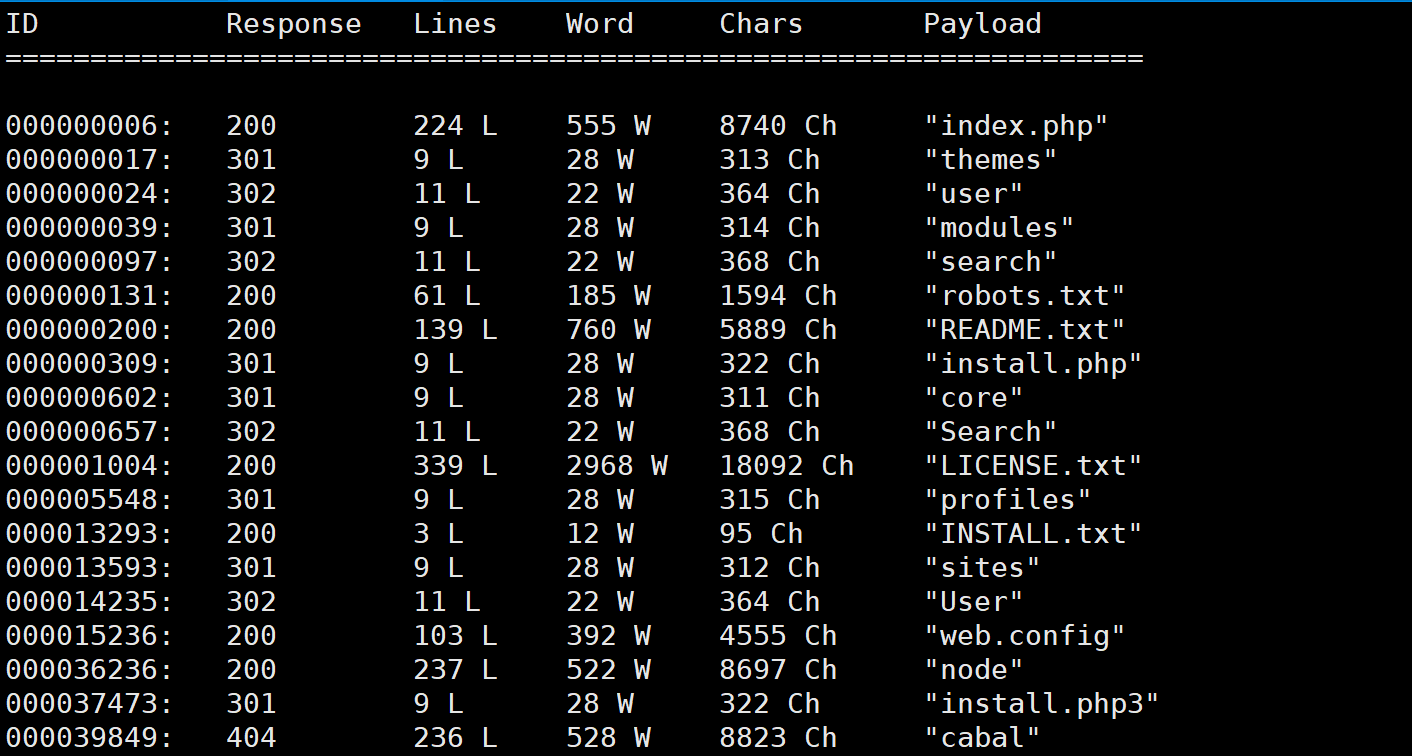 ID Response Lines Word Chars Payload
===================================================================
000000006: 200 224 L 555 W 8740 Ch "index.php"
000000017: 301 9 L 28 W 313 Ch "themes"
000000024: 302 11 L 22 W 364 Ch "user"
000000039: 301 9 L 28 W 314 Ch "modules"
000000097: 302 11 L 22 W 368 Ch "search"
000000131: 200 61 L 185 W 1594 Ch "robots.txt"
000000200: 200 139 L 760 W 5889 Ch "README.txt"
000000309: 301 9 L 28 W 322 Ch "install.php"
000000602: 301 9 L 28 W 311 Ch "core"
000000657: 302 11 L 22 W 368 Ch "Search"
000001004: 200 339 L 2968 W 18092 Ch "LICENSE.txt"
000005548: 301 9 L 28 W 315 Ch "profiles"
000013293: 200 3 L 12 W 95 Ch "INSTALL.txt"
000013593: 301 9 L 28 W 312 Ch "sites"
000014235: 302 11 L 22 W 364 Ch "User"
000015236: 200 103 L 392 W 4555 Ch "web.config"
000036236: 200 237 L 522 W 8697 Ch "node"
000037473: 301 9 L 28 W 322 Ch "install.php3"
000039849: 404 236 L 528 W 8823 Ch "cabal"